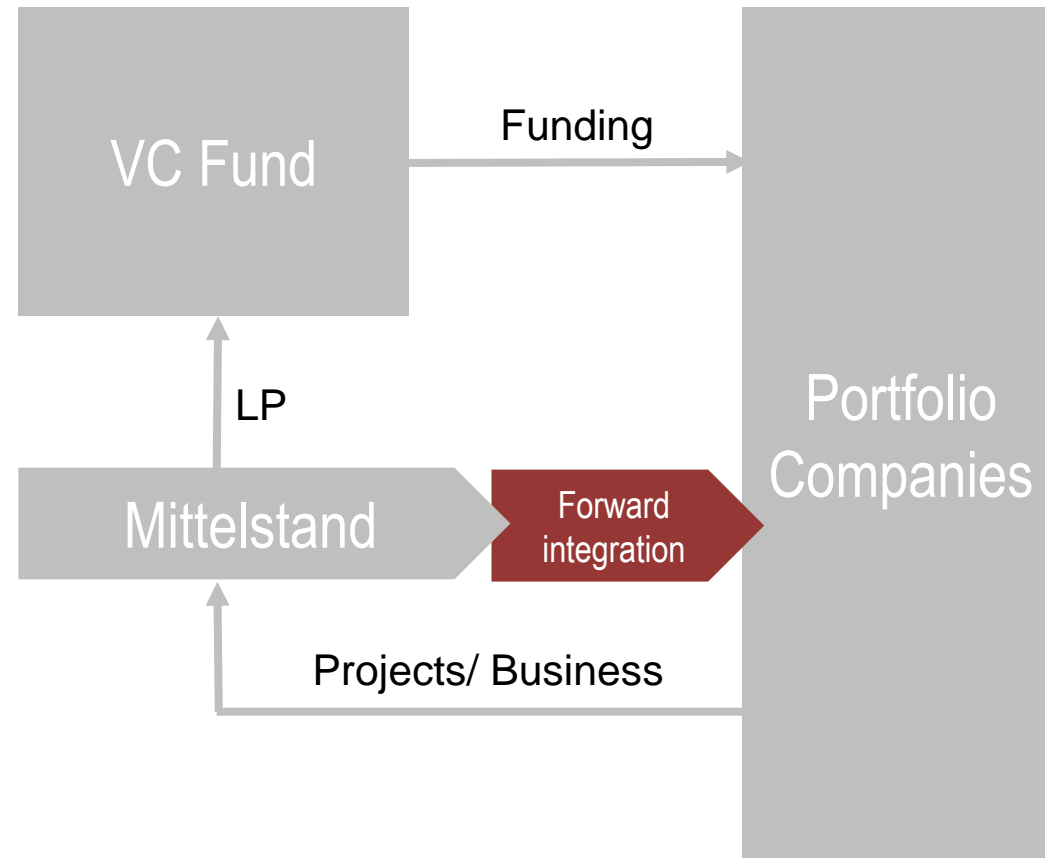 Funding
VC Fund
LP
Portfolio
Companies
Mittelstand
Forward
integration
Projects/ Business